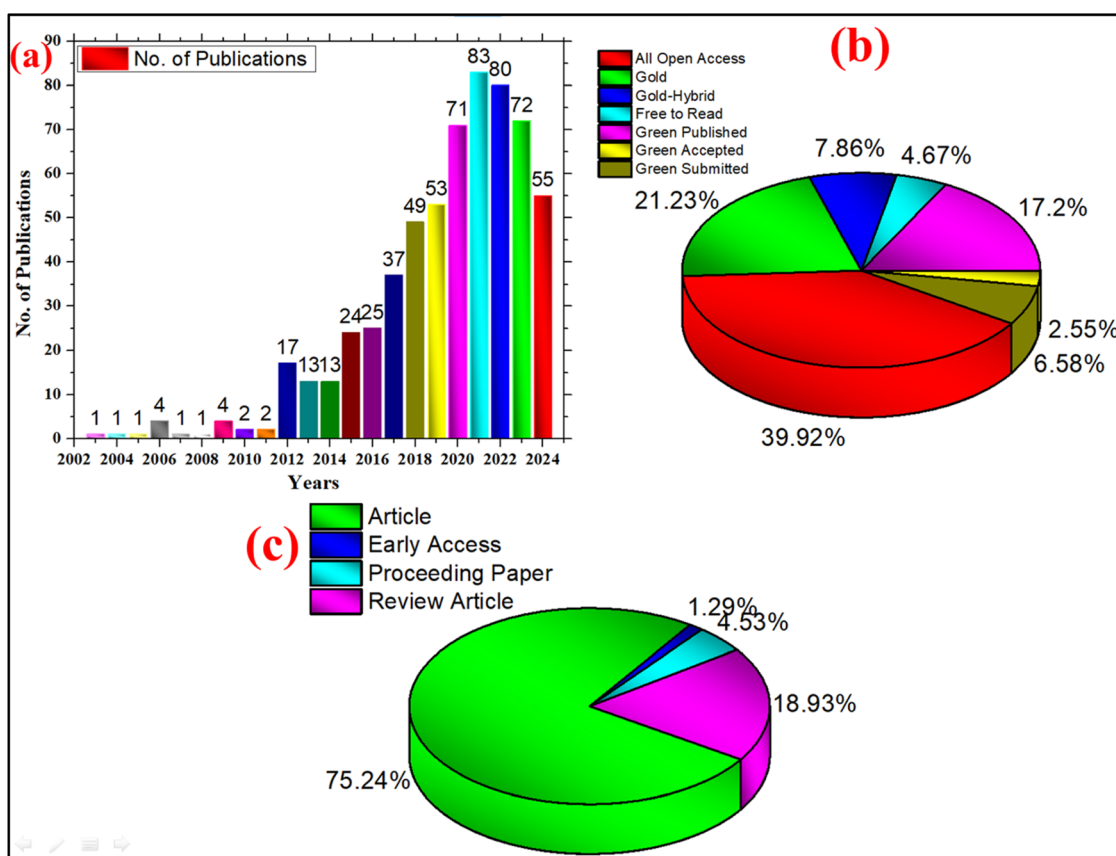 (a)
No. of Publications
No. of Publications
90
80
70
60
50
40
30
20
10
0
1
1
1
4
1
1
4
2
2
17
13
13
24
25
37
49
53
71
83
80
72
55
2002 2004 2006 2008 2010 2012 2014 2016 2018 2020 2022 2024
Years
(b)
All Open Access
Gold
Gold-Hybrid
Free to Read
Green Published
Green Accepted
Green Submitted
7.86%
4.67%
21.23%
17.2%
2.55%
6.58%
39.92%
(c)
Article
Early Access
Proceeding Paper
Review Article
1.29%
4.53%
18.93%
75.24%